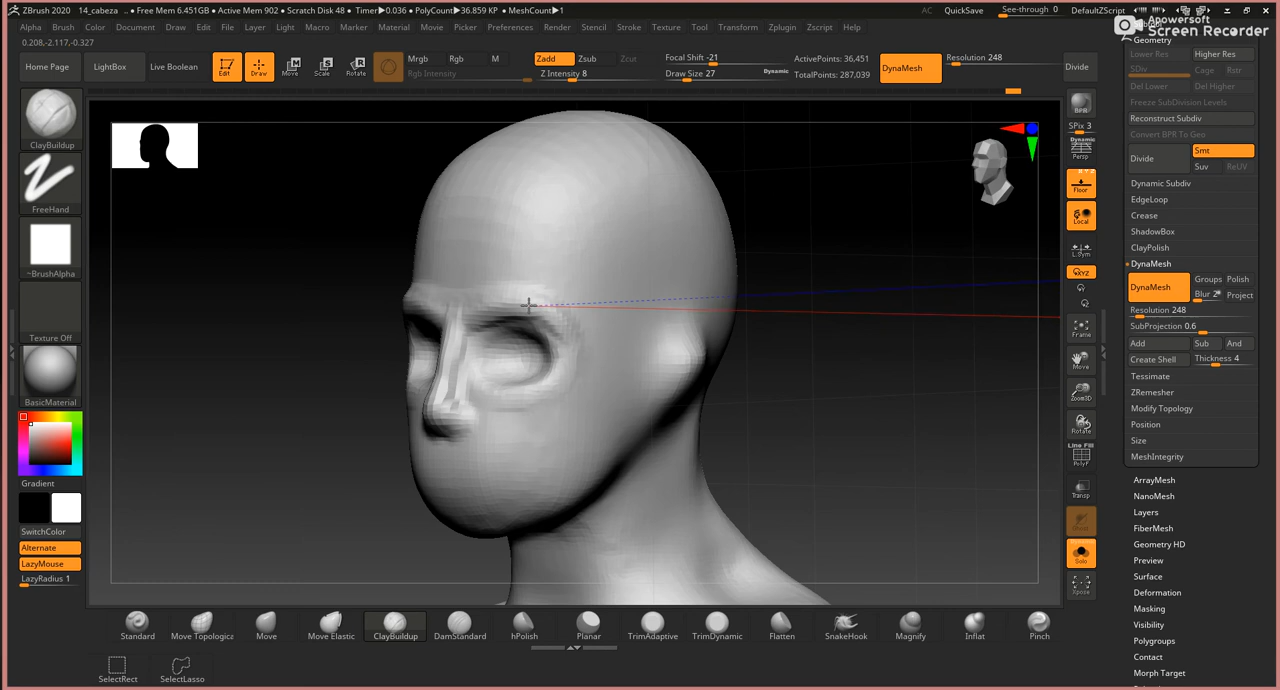 ZBrush 2020 14_cabeza .. ● Free Mem 6.451GB ● Active Mem 902 ● Scratch Disk 48 ● Timer▶0.036 ● PolyCount▶36.859 KP ● MeshCount▶1
AC QuickSave See-through 0 DefaultZScript
Apowersoft
Screen Recorder
Alpha Brush Color Document Draw Edit File Layer Light Macro Marker Material Movie Picker Preferences Render Stencil Stroke Texture Tool Transform Zplugin Zscript Help
0.208,-2.117,-0.327
Home Page LightBox Live Boolean
Edit Draw Move Scale Rotate
Mrgb Rgb M
Rgb Intensity
Zadd Zsub Zcut
Z Intensity 8
Focal Shift -21
Draw Size 27 Dynamic
ActivePoints: 36,451
TotalPoints: 287,039
DynaMesh
Resolution 248
Divide
ClayBuildup
FreeHand
~BrushAlpha
Texture Off
BasicMaterial
Gradient
SwitchColor
Alternate
LazyMouse
LazyRadius 1
BPR
SPix 3
Dynamic
Persp
Floor
Local
L.Sym
XYZ
Frame
Move
Zoom3D
Rotate
Line Fill
PolyF
Transp
Solo
Xpose
Geometry
Lower Res Higher Res
SDiv Cage Rstr
Del Lower Del Higher
Freeze SubDivision Levels
Reconstruct Subdiv
Convert BPR To Geo
Divide Smt
Suv ReUV
Dynamic Subdiv
EdgeLoop
Crease
ShadowBox
ClayPolish
DynaMesh
DynaMesh Groups Polish
Blur 2 Project
Resolution 248
SubProjection 0.6
Add Sub And
Create Shell Thickness 4
Tessimate
ZRemesher
Modify Topology
Position
Size
MeshIntegrity
ArrayMesh
NanoMesh
Layers
FiberMesh
Geometry HD
Preview
Surface
Deformation
Masking
Visibility
Polygroups
Contact
Morph Target
Standard Move Topologica Move Move Elastic ClayBuildup DamStandard hPolish Planar TrimAdaptive TrimDynamic Flatten SnakeHook Magnify Inflat Pinch
SelectRect SelectLasso